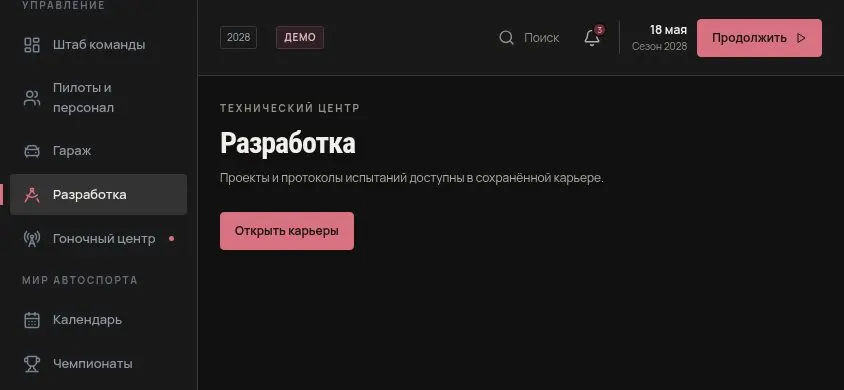 УПРАВЛЕНИЕ
Штаб команды
Пилоты и
персонал
Гараж
Разработка
Гоночный центр
МИР АВТОСПОРТА
Календарь
Чемпионаты
2028
ДЕМО
Поиск
3
18 мая
Сезон 2028
Продолжить
ТЕХНИЧЕСКИЙ ЦЕНТР
Разработка
Проекты и протоколы испытаний доступны в сохранённой карьере.
Открыть карьеры